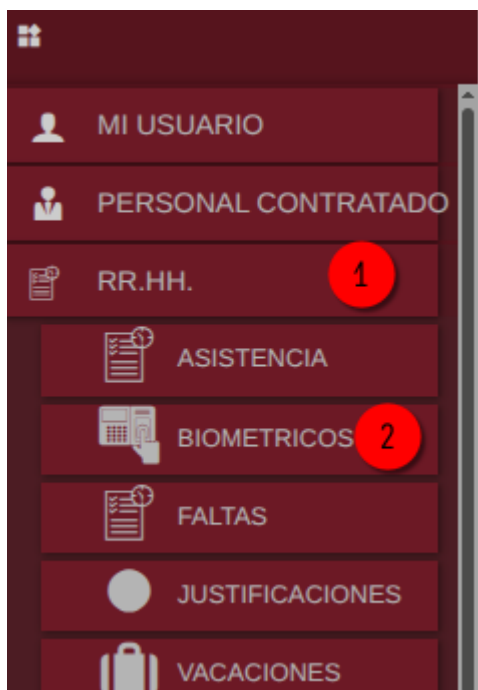 MI USUARIO
PERSONAL CONTRATADO
RR.HH. 1
ASISTENCIA
BIOMETRICOS 2
FALTAS
JUSTIFICACIONES
VACACIONES